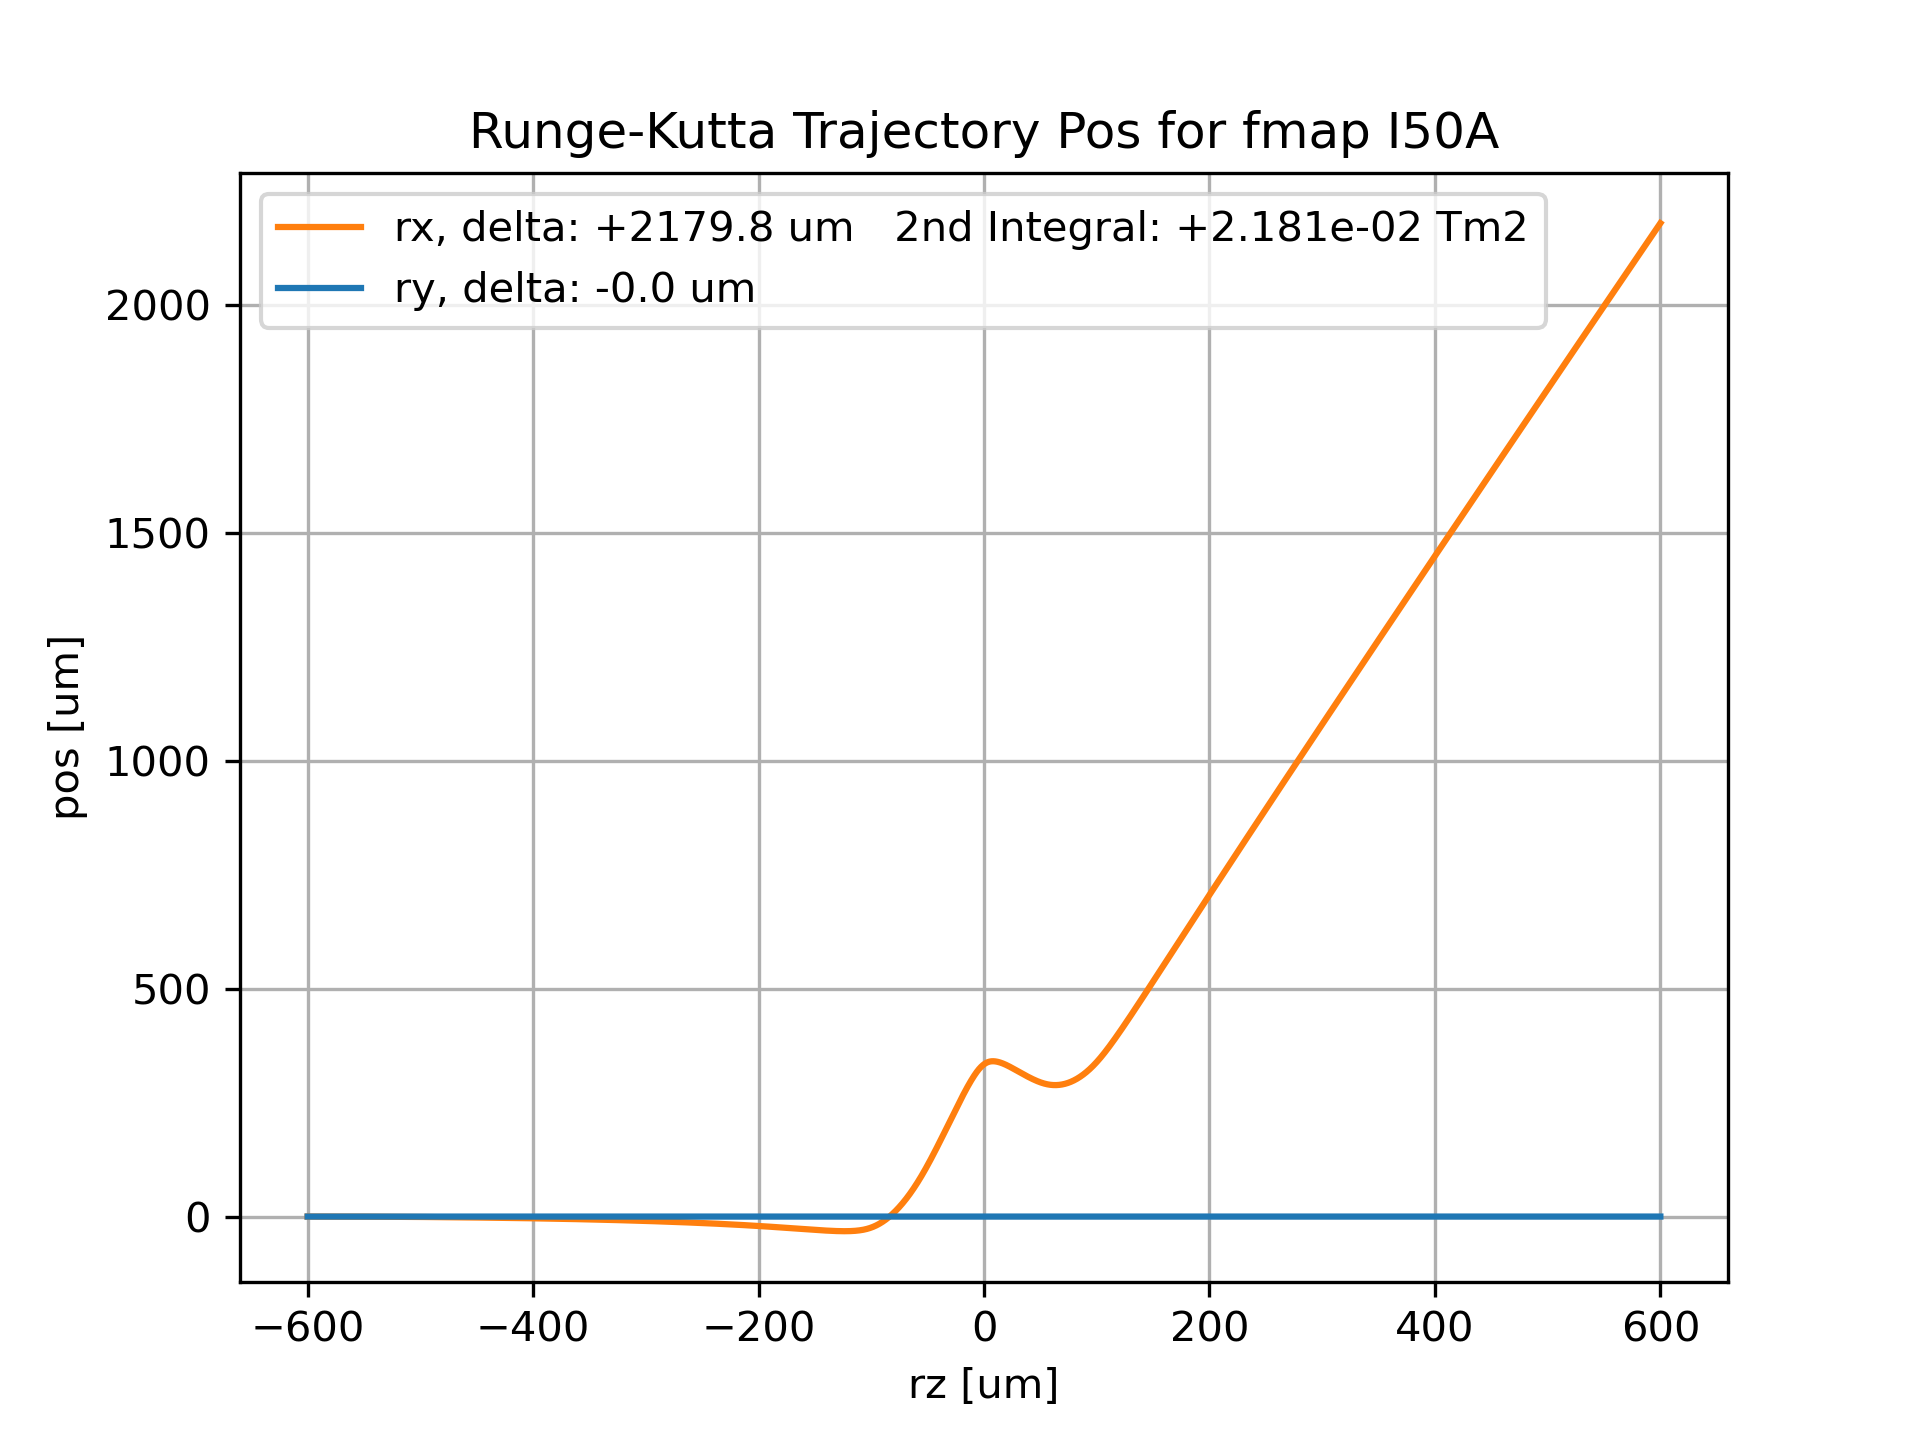 Runge-Kutta Trajectory Pos for fmap I50A
rx, delta: +2179.8 um   2nd Integral: +2.181e-02 Tm2
ry, delta: -0.0 um
2000
1500
1000
500
0
pos [um]
−600 −400 −200 0 200 400 600
rz [um]